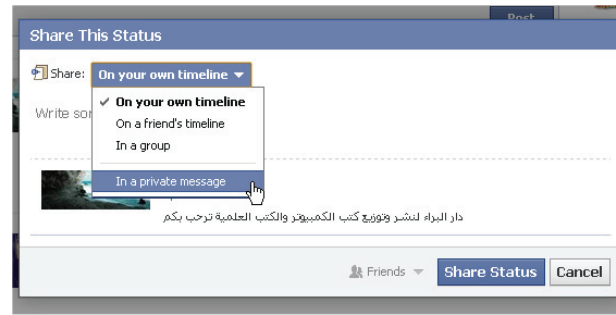 Post
Share This Status
Share: On your own timeline
On your own timeline
Write
On a friend's timeline
In a group
In a private message
دار البراء لنشر وتوزيع كتب الكمبيوتر والكتب العلمية ترحب بكم
Friends
Share Status
Cancel